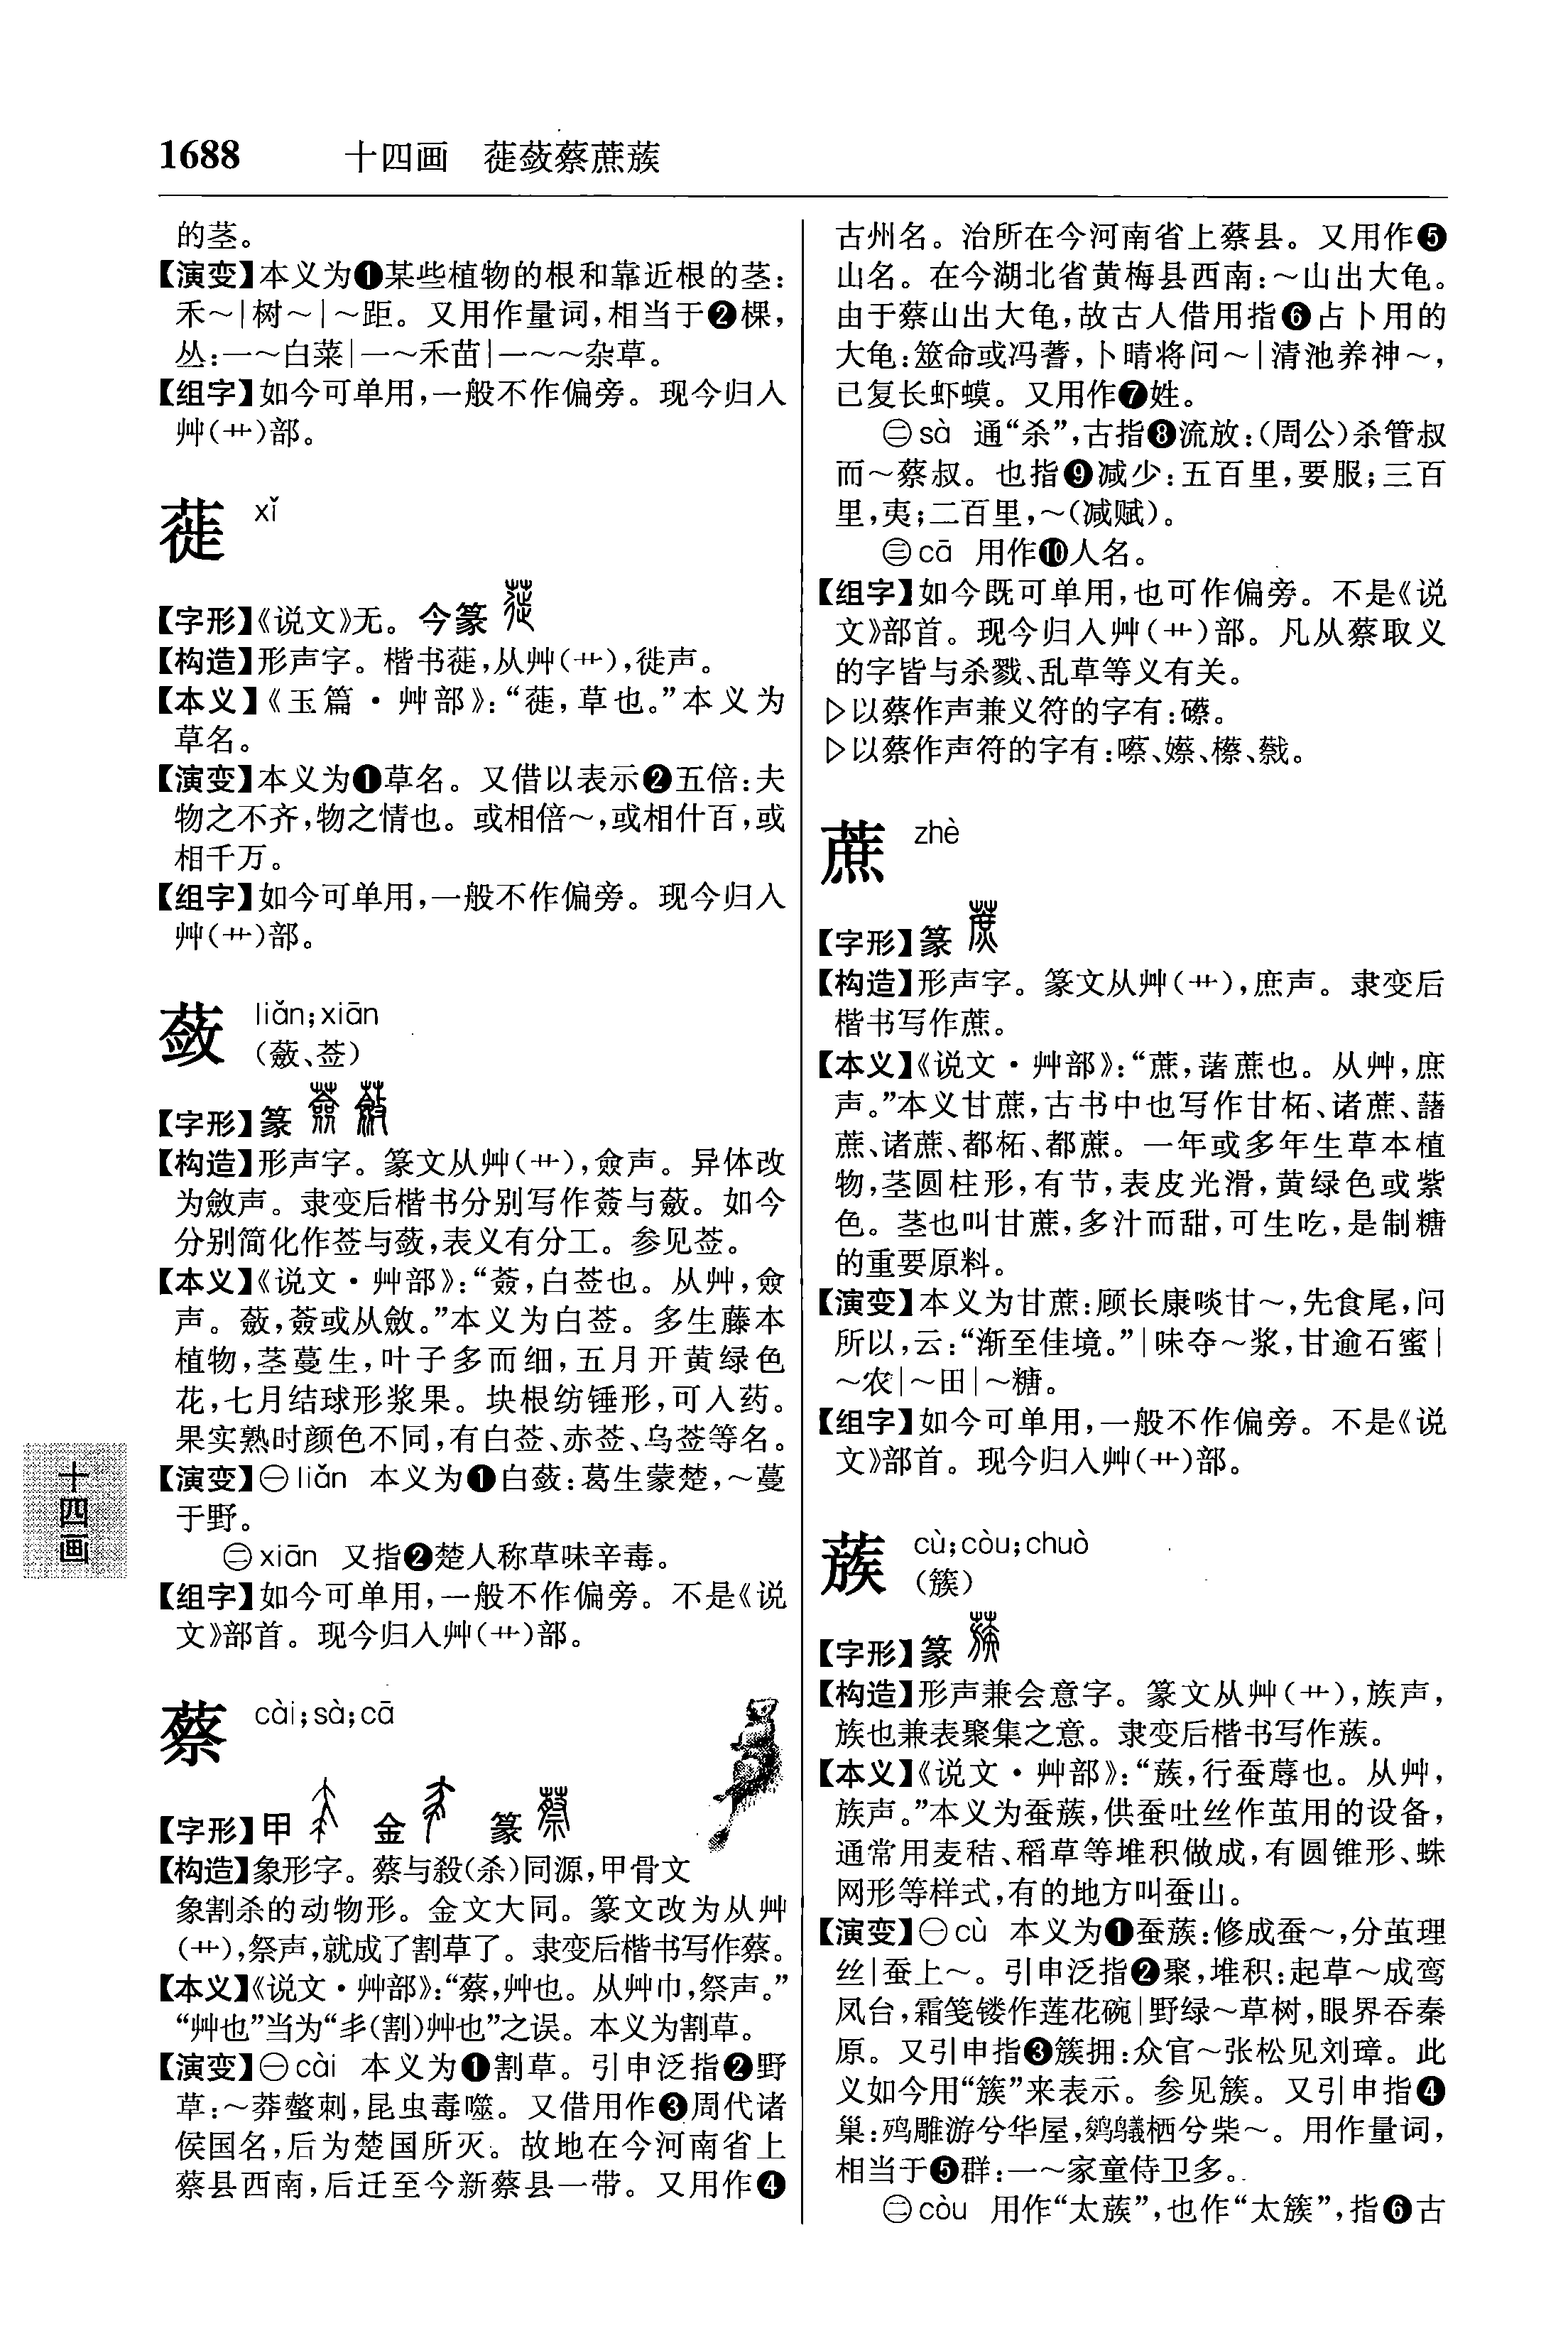 1688 十四画 蓰蔹蔡蔗蔟
的茎。
【演变】本义为❶某些植物的根和靠近根的茎：
禾～|树～|～距。又用作量词，相当于❷棵，
丛：一～白菜|一～禾苗|一～～杂草。
【组字】如今可单用，一般不作偏旁。现今归入
艸(艹)部。
蓰 xǐ
【字形】《说文》无。今篆
【构造】形声字。楷书蓰，从艸(艹)，徙声。
【本义】《玉篇·艸部》：“蓰，草也。”本义为
草名。
【演变】本义为❶草名。又借以表示❷五倍：夫
物之不齐，物之情也。或相倍～，或相什百，或
相千万。
【组字】如今可单用，一般不作偏旁。现今归入
艸(艹)部。
蔹 liǎn；xiān
（蘞、莶）
【字形】篆
【构造】形声字。篆文从艸(艹)，僉声。异体改
为斂声。隶变后楷书分别写作薟与蘞。如今
分别简化作莶与蔹，表义有分工。参见莶。
【本义】《说文·艸部》：“薟，白莶也。从艸，僉
声。蘞，薟或从斂。”本义为白莶。多生藤本
植物，茎蔓生，叶子多而细，五月开黄绿色
花，七月结球形浆果。块根纺锤形，可入药。
果实熟时颜色不同，有白莶、赤莶、乌莶等名。
【演变】㊀liǎn 本义为❶白蔹：葛生蒙楚，～蔓
于野。
㊁xiān 又指❷楚人称草味辛毒。
【组字】如今可单用，一般不作偏旁。不是《说
文》部首。现今归入艸(艹)部。
蔡 cài；sà；cā
【字形】甲 金 篆
【构造】象形字。蔡与殺(杀)同源，甲骨文
象割杀的动物形。金文大同。篆文改为从艸
(艹)，祭声，就成了割草了。隶变后楷书写作蔡。
【本义】《说文·艸部》：“蔡，艸也。从艸巾，祭声。”
“艸也”当为“丯(割)艸也”之误。本义为割草。
【演变】㊀cài 本义为❶割草。引申泛指❷野
草：～莽螫刺，昆虫毒噬。又借用作❸周代诸
侯国名，后为楚国所灭。故地在今河南省上
蔡县西南，后迁至今新蔡县一带。又用作❹
古州名。治所在今河南省上蔡县。又用作❺
山名。在今湖北省黄梅县西南：～山出大龟。
由于蔡山出大龟，故古人借用指❻占卜用的
大龟：筮命或冯蓍，卜晴将问～|清池养神～，
已复长虾蟆。又用作❼姓。
㊁sà 通“杀”，古指❽流放：(周公)杀管叔
而～蔡叔。也指❾减少：五百里，要服；三百
里，夷；二百里，～(减赋)。
㊂cā 用作❿人名。
【组字】如今既可单用，也可作偏旁。不是《说
文》部首。现今归入艸(艹)部。凡从蔡取义
的字皆与杀戮、乱草等义有关。
▷以蔡作声兼义符的字有：礤。
▷以蔡作声符的字有：嚓、嬫、檫、㡜。
蔗 zhè
【字形】篆
【构造】形声字。篆文从艸(艹)，庶声。隶变后
楷书写作蔗。
【本义】《说文·艸部》：“蔗，藷蔗也。从艸，庶
声。”本义甘蔗，古书中也写作甘柘、诸蔗、藷
蔗、诸蔗、都柘、都蔗。一年或多年生草本植
物，茎圆柱形，有节，表皮光滑，黄绿色或紫
色。茎也叫甘蔗，多汁而甜，可生吃，是制糖
的重要原料。
【演变】本义为甘蔗：顾长康啖甘～，先食尾，问
所以，云：“渐至佳境。”|味夺～浆，甘逾石蜜|
～农|～田|～糖。
【组字】如今可单用，一般不作偏旁。不是《说
文》部首。现今归入艸(艹)部。
蔟 cù；còu；chuò
（簇）
【字形】篆
【构造】形声兼会意字。篆文从艸(艹)，族声，
族也兼表聚集之意。隶变后楷书写作蔟。
【本义】《说文·艸部》：“蔟，行蚕蓐也。从艸，
族声。”本义为蚕蔟，供蚕吐丝作茧用的设备，
通常用麦秸、稻草等堆积做成，有圆锥形、蛛
网形等样式，有的地方叫蚕山。
【演变】㊀cù 本义为❶蚕蔟：修成蚕～，分茧理
丝|蚕上～。引申泛指❷聚，堆积：起草～成鸾
凤台，霜笺镂作莲花碗|野绿～草树，眼界吞秦
原。又引申指❸簇拥：众官～张松见刘璋。此
义如今用“簇”来表示。参见簇。又引申指❹
巢：鸡雕游兮华屋，鹪䴊栖兮柴～。用作量词，
相当于❺群：一～家童侍卫多。
㊁còu 用作“太蔟”，也作“太簇”，指❻古
十四画